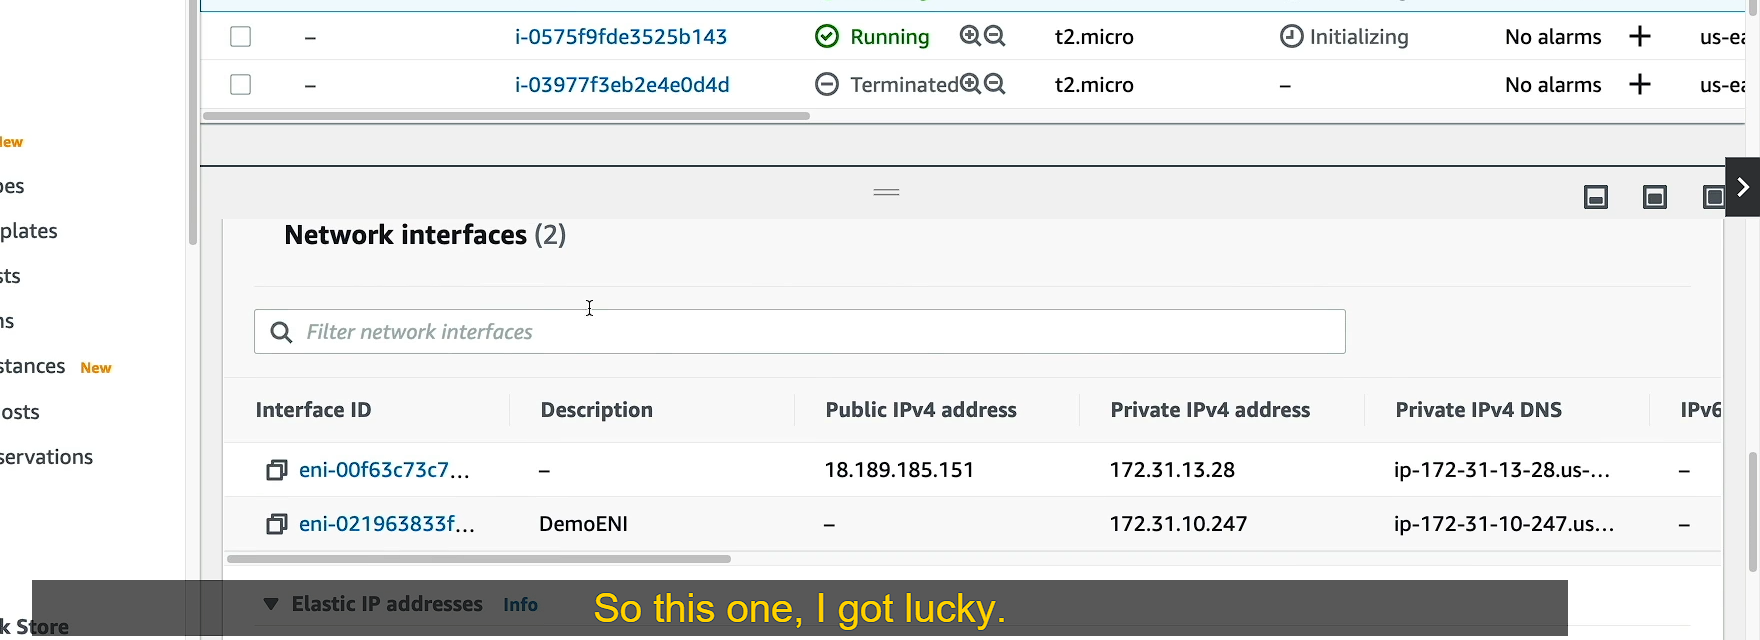 – i-0575f9fde3525b143 Running t2.micro Initializing No alarms + us-ea
– i-03977f3eb2e4e0d4d Terminated t2.micro – No alarms + us-ea
New
pes
plates
sts
ns
stances New
osts
servations
k Store
Network interfaces (2)
Filter network interfaces
Interface ID Description Public IPv4 address Private IPv4 address Private IPv4 DNS IPv6
eni-00f63c73c7... – 18.189.185.151 172.31.13.28 ip-172-31-13-28.us-... –
eni-021963833f... DemoENI – 172.31.10.247 ip-172-31-10-247.us... –
Elastic IP addresses Info
So this one, I got lucky.